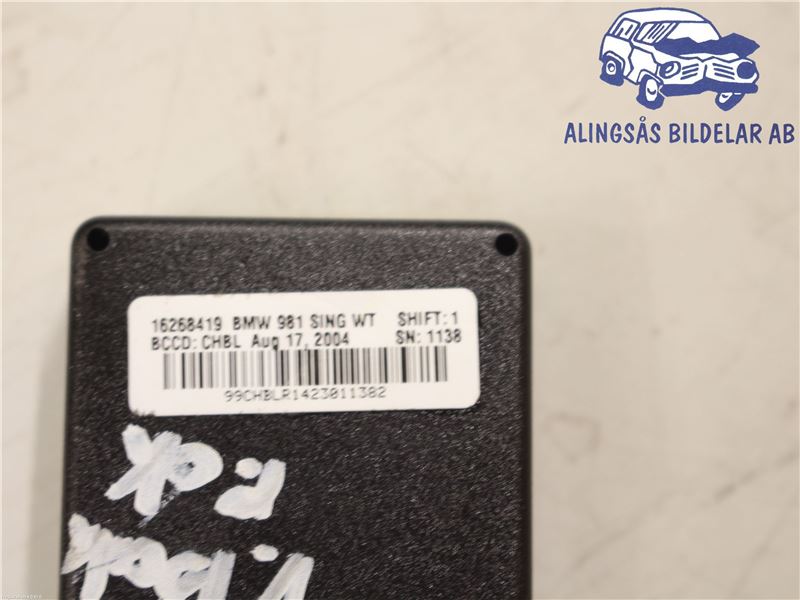 ALINGSÅS BILDELAR AB
16268419 BMW 981 SING WT SHIFT: 1
BCCD: CHBL Aug 17, 2004 SN: 1138
99CHBLR1423011382